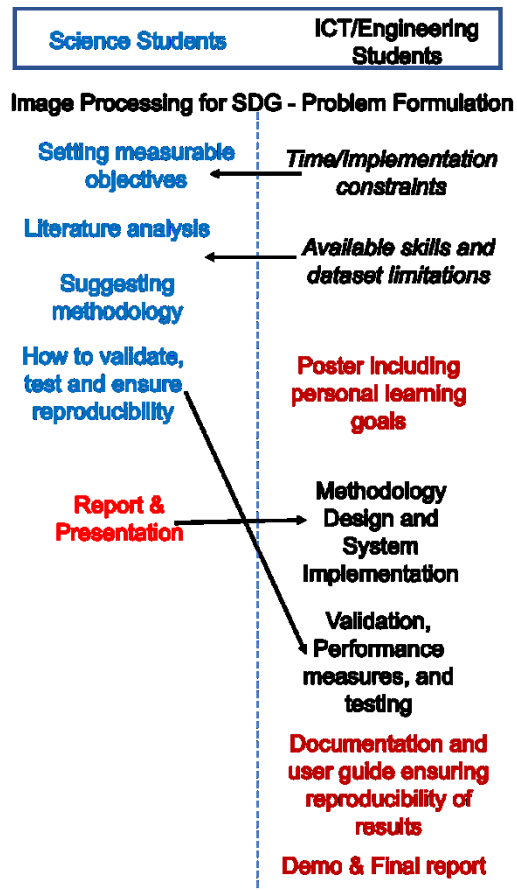 Science Students
ICT/Engineering
Students
Image Processing for SDG - Problem Formulation
Setting measurable
objectives
Time/Implementation
constraints
Literature analysis
Available skills and
dataset limitations
Suggesting
methodology
How to validate,
test and ensure
reproducibility
Poster including
personal learning
goals
Report &
Presentation
Methodology
Design and
System
Implementation
Validation,
Performance
measures, and
testing
Documentation and
user guide ensuring
reproducibility of
results
Demo & Final report